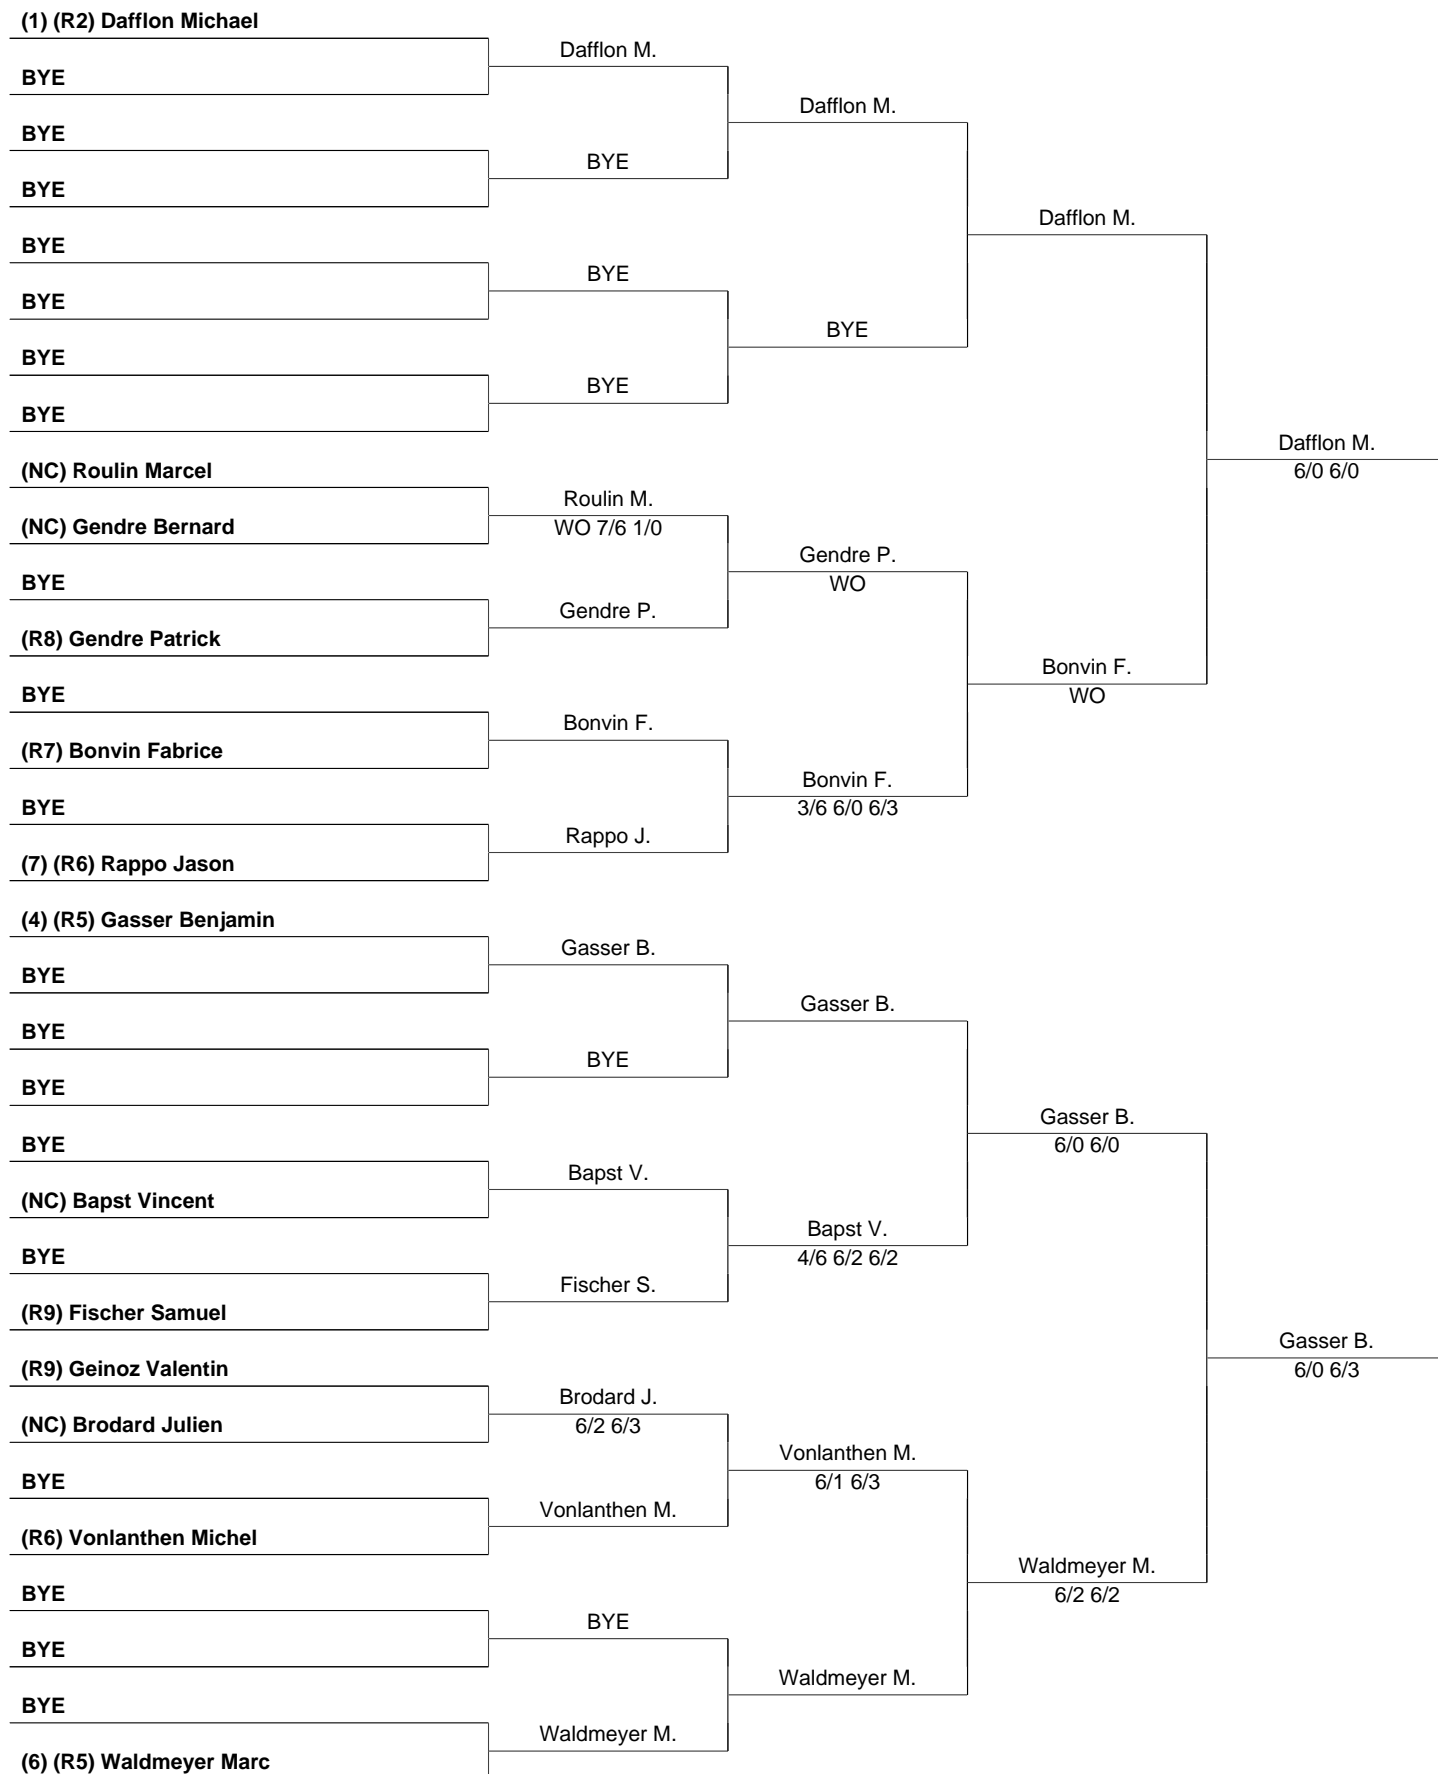 (1) (R2) Dafflon Michael
BYE
BYE
BYE
BYE
BYE
BYE
BYE
(NC) Roulin Marcel
(NC) Gendre Bernard
BYE
(R8) Gendre Patrick
BYE
(R7) Bonvin Fabrice
BYE
(7) (R6) Rappo Jason
(4) (R5) Gasser Benjamin
BYE
BYE
BYE
BYE
(NC) Bapst Vincent
BYE
(R9) Fischer Samuel
(R9) Geinoz Valentin
(NC) Brodard Julien
BYE
(R6) Vonlanthen Michel
BYE
BYE
BYE
(6) (R5) Waldmeyer Marc
Dafflon M.
BYE
BYE
BYE
Roulin M.
WO 7/6 1/0
Gendre P.
Bonvin F.
Rappo J.
Gasser B.
BYE
Bapst V.
Fischer S.
Brodard J.
6/2 6/3
Vonlanthen M.
BYE
Waldmeyer M.
Dafflon M.
BYE
Gendre P.
WO
Bonvin F.
3/6 6/0 6/3
Gasser B.
Bapst V.
4/6 6/2 6/2
Vonlanthen M.
6/1 6/3
Waldmeyer M.
Dafflon M.
Bonvin F.
WO
Gasser B.
6/0 6/0
Waldmeyer M.
6/2 6/2
Dafflon M.
6/0 6/0
Gasser B.
6/0 6/3